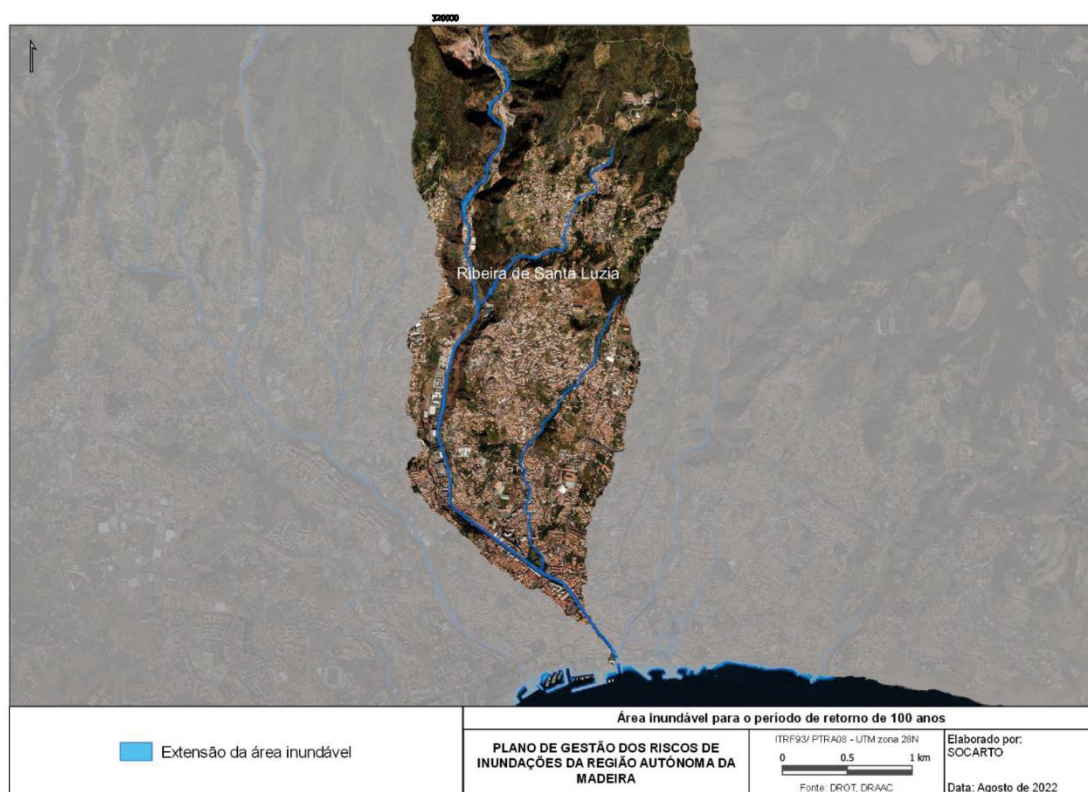 320000
Ribeira de Santa Luzia
Extensão da área inundável
Área inundável para o período de retorno de 100 anos
PLANO DE GESTÃO DOS RISCOS DE
INUNDAÇÕES DA REGIÃO AUTÓNOMA DA
MADEIRA
ITRF93/ PTRA08 - UTM zona 28N
0 0.5 1 km
Fonte: DROT, DRAAC
Elaborado por:
SOCARTO
Data: Agosto de 2022